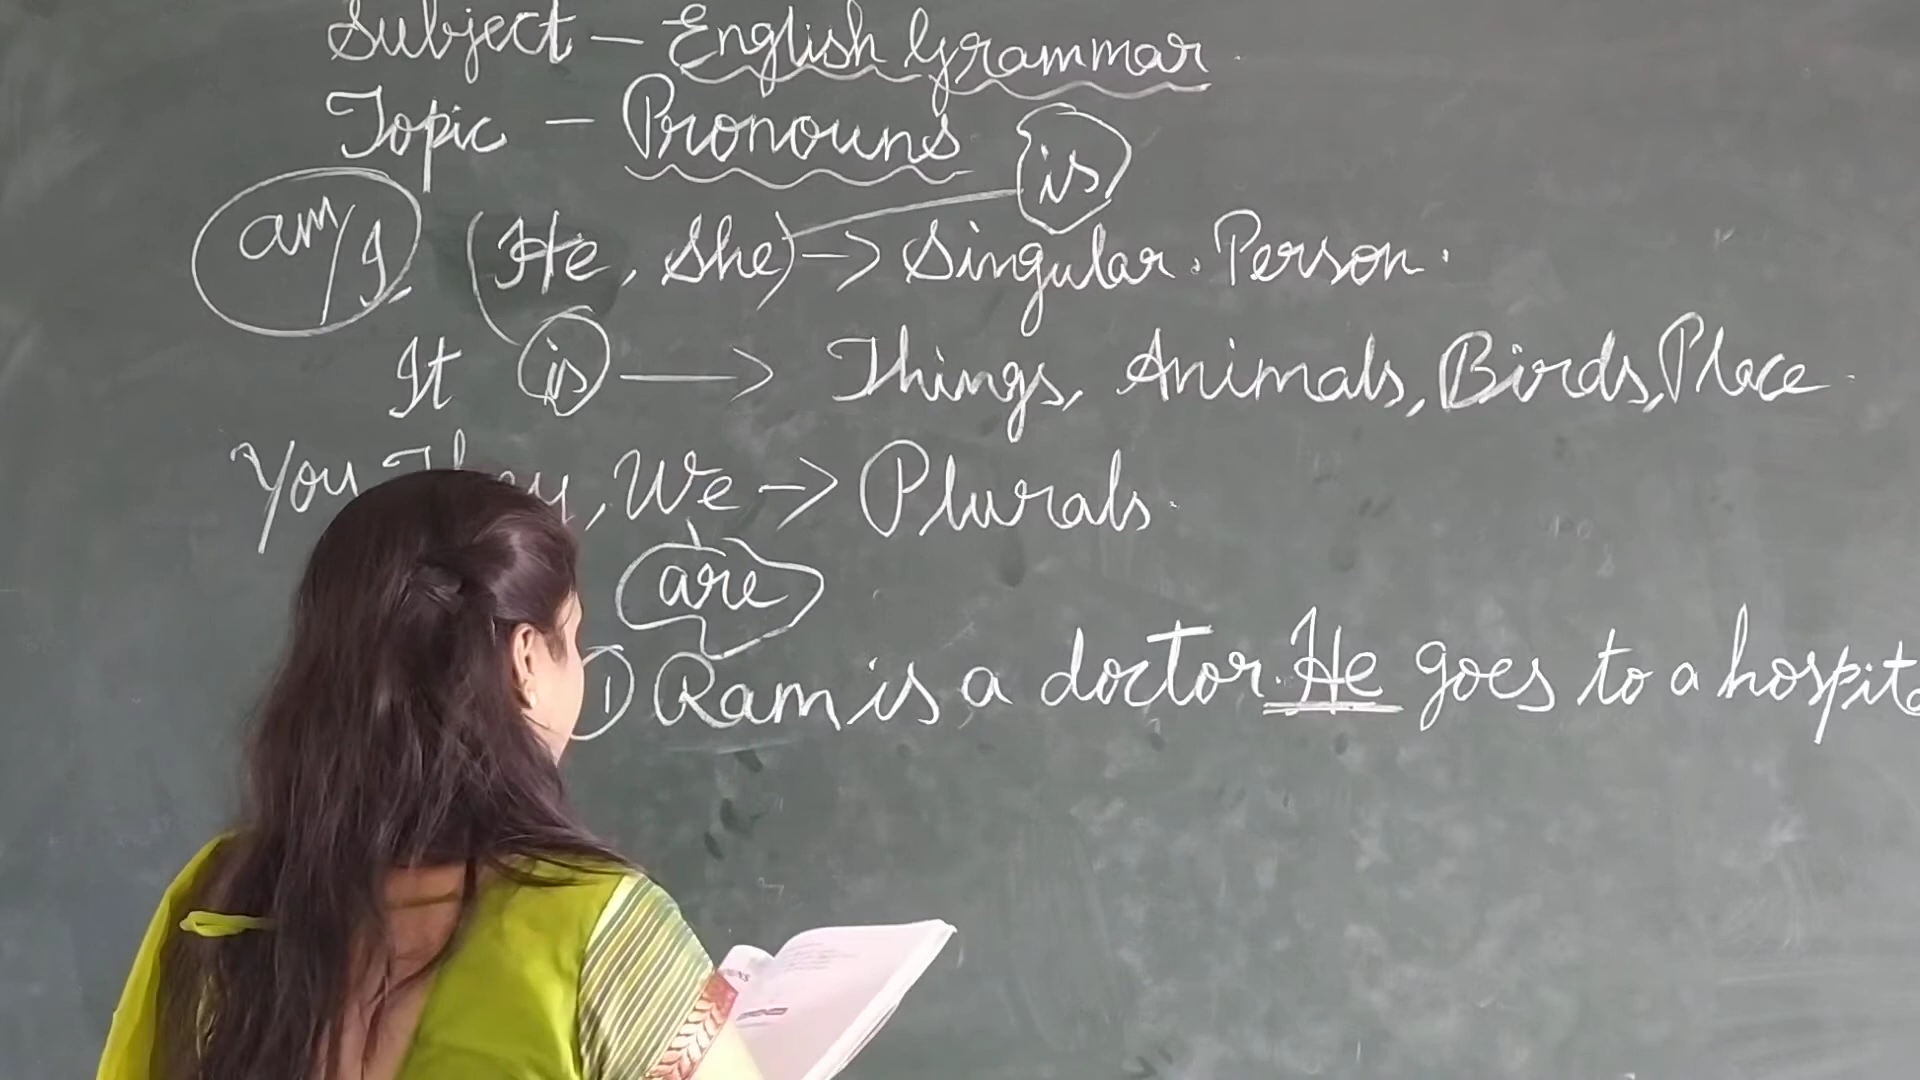 Subject - English Grammar.
Topic - Pronouns
is
am/I, (He, She) -> Singular. Person.
It is -> Things, Animals, Birds, Place
You They, We -> Plurals.
are
1) Ram is a doctor. He goes to a hospita